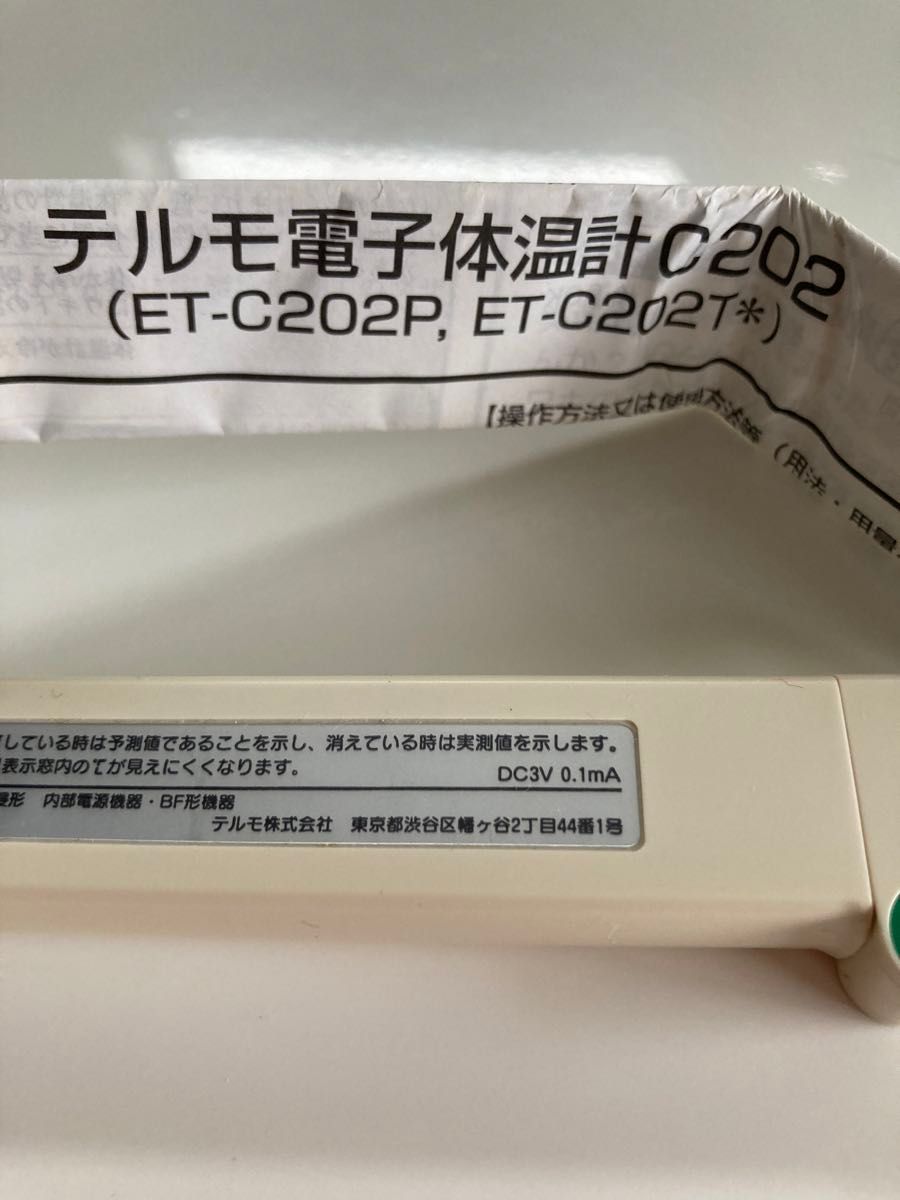 テルモ電子体温計C202
(ET-C202P, ET-C202T*)
【操作方法又は使用方法等（用法・用量
している時は予測値であることを示し、消えている時は実測値を示します。
表示窓内のTが見えにくくなります。
DC3V 0.1mA
形 内部電源機器・BF形機器
テルモ株式会社 東京都渋谷区幡ヶ谷2丁目44番1号